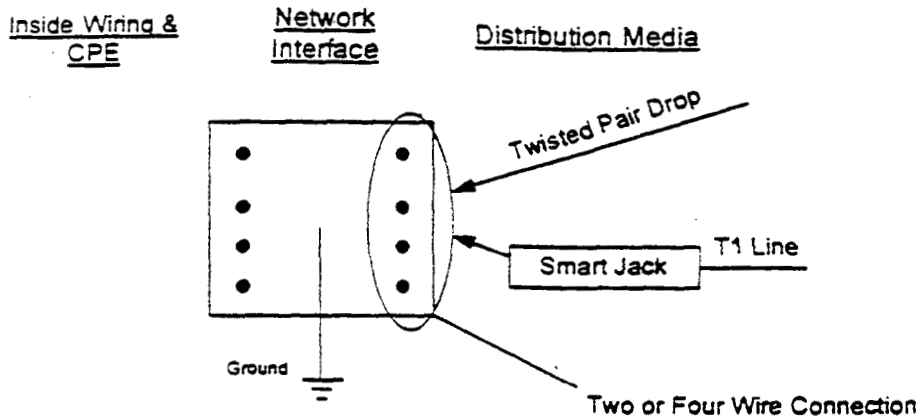 Inside Wiring &
CPE
Network
Interface
Distribution Media
Twisted Pair Drop
Smart Jack
T1 Line
Ground
Two or Four Wire Connection